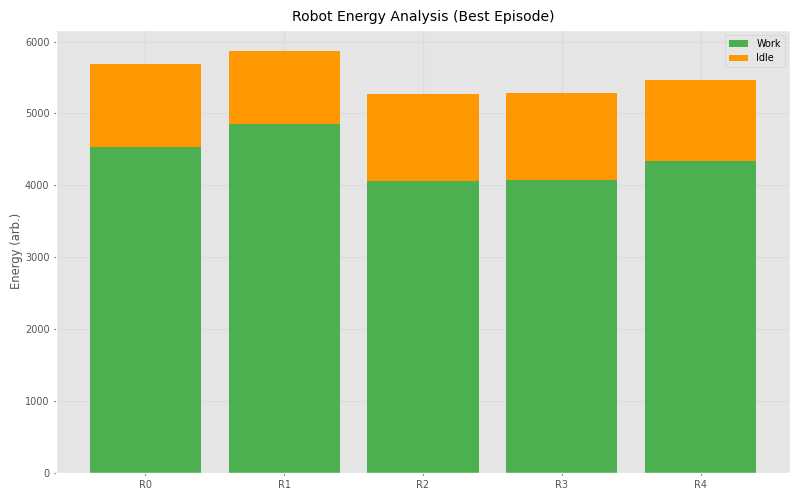 Robot Energy Analysis (Best Episode)
Work
Idle
Energy (arb.)
6000
5000
4000
3000
2000
1000
0
R0 R1 R2 R3 R4